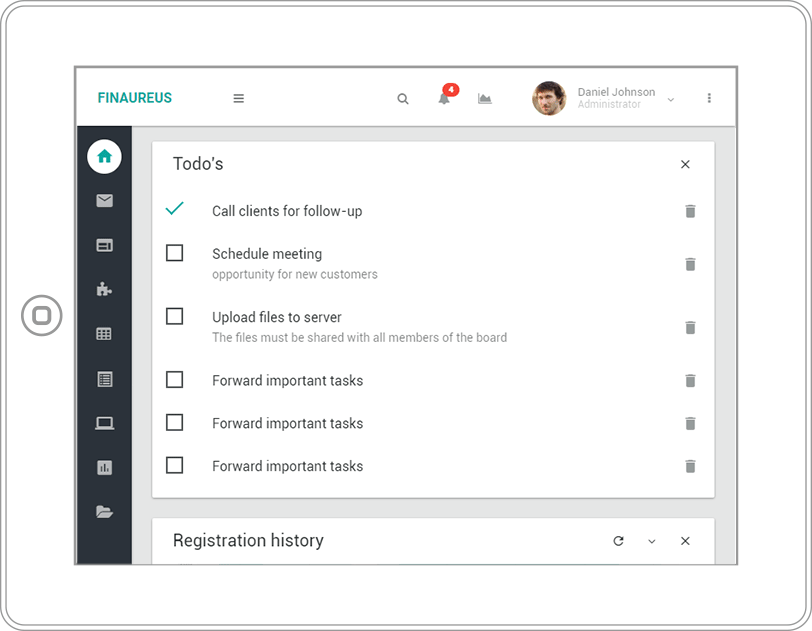 FINAUREUS
4
Daniel Johnson
Administrator
Todo's
Call clients for follow-up
Schedule meeting
opportunity for new customers
Upload files to server
The files must be shared with all members of the board
Forward important tasks
Forward important tasks
Forward important tasks
Registration history